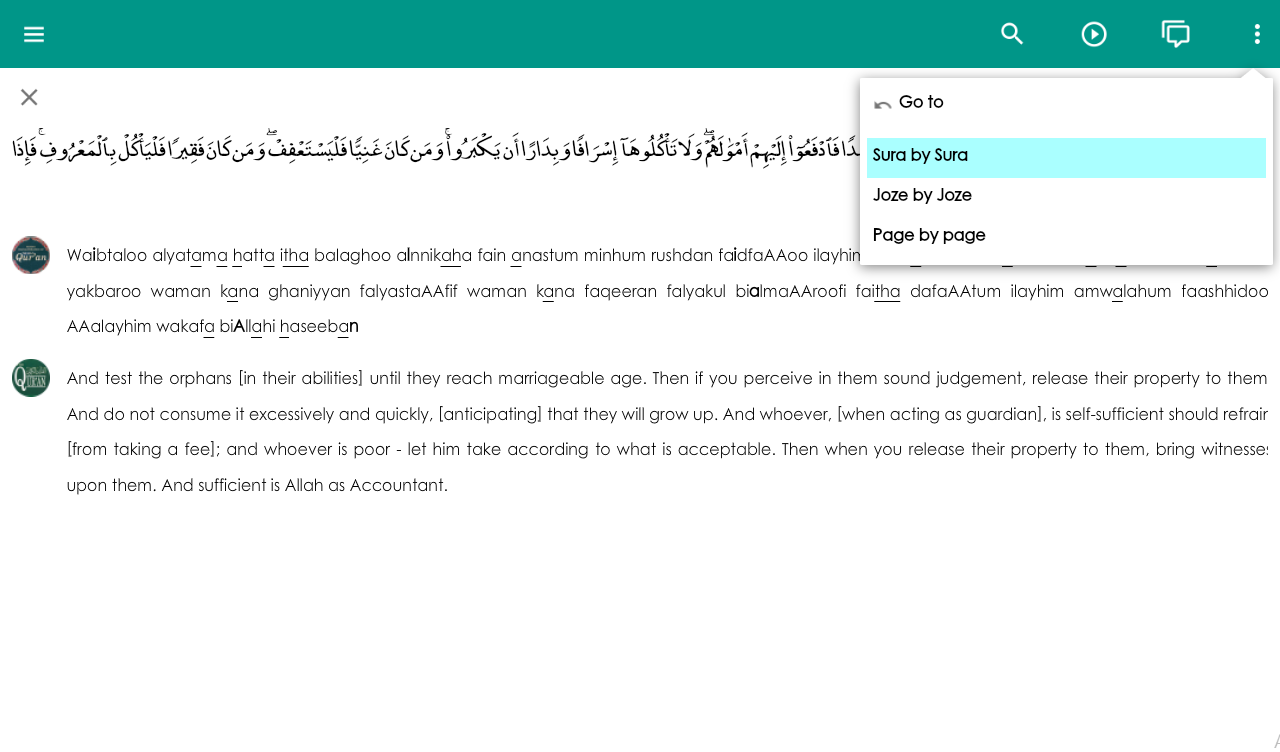 Go to
Sura by Sura
Joze by Joze
Page by page
فَٱدْفَعُوٓا۟ إِلَيْهِمْ أَمْوَٰلَهُمْ ۖ وَلَا تَأْكُلُوهَآ إِسْرَافًا وَبِدَارًا أَن يَكْبَرُوا۟ ۚ وَمَن كَانَ غَنِيًّا فَلْيَسْتَعْفِفْ ۖ وَمَن كَانَ فَقِيرًا فَلْيَأْكُلْ بِٱلْمَعْرُوفِ ۚ فَإِذَا
Waibtaloo alyatama hatta itha balaghoo alnnikaha fain anastum minhum rushdan faidfaAAoo ilayhim
yakbaroo waman kana ghaniyyan falyastaAAfif waman kana faqeeran falyakul bialmaAAroofi faitha dafaAAtum ilayhim amwalahum faashhidoo
AAalayhim wakafa biAllahi haseeban
And test the orphans [in their abilities] until they reach marriageable age. Then if you perceive in them sound judgement, release their property to them
And do not consume it excessively and quickly, [anticipating] that they will grow up. And whoever, [when acting as guardian], is self-sufficient should refrain
[from taking a fee]; and whoever is poor - let him take according to what is acceptable. Then when you release their property to them, bring witnesses
upon them. And sufficient is Allah as Accountant.